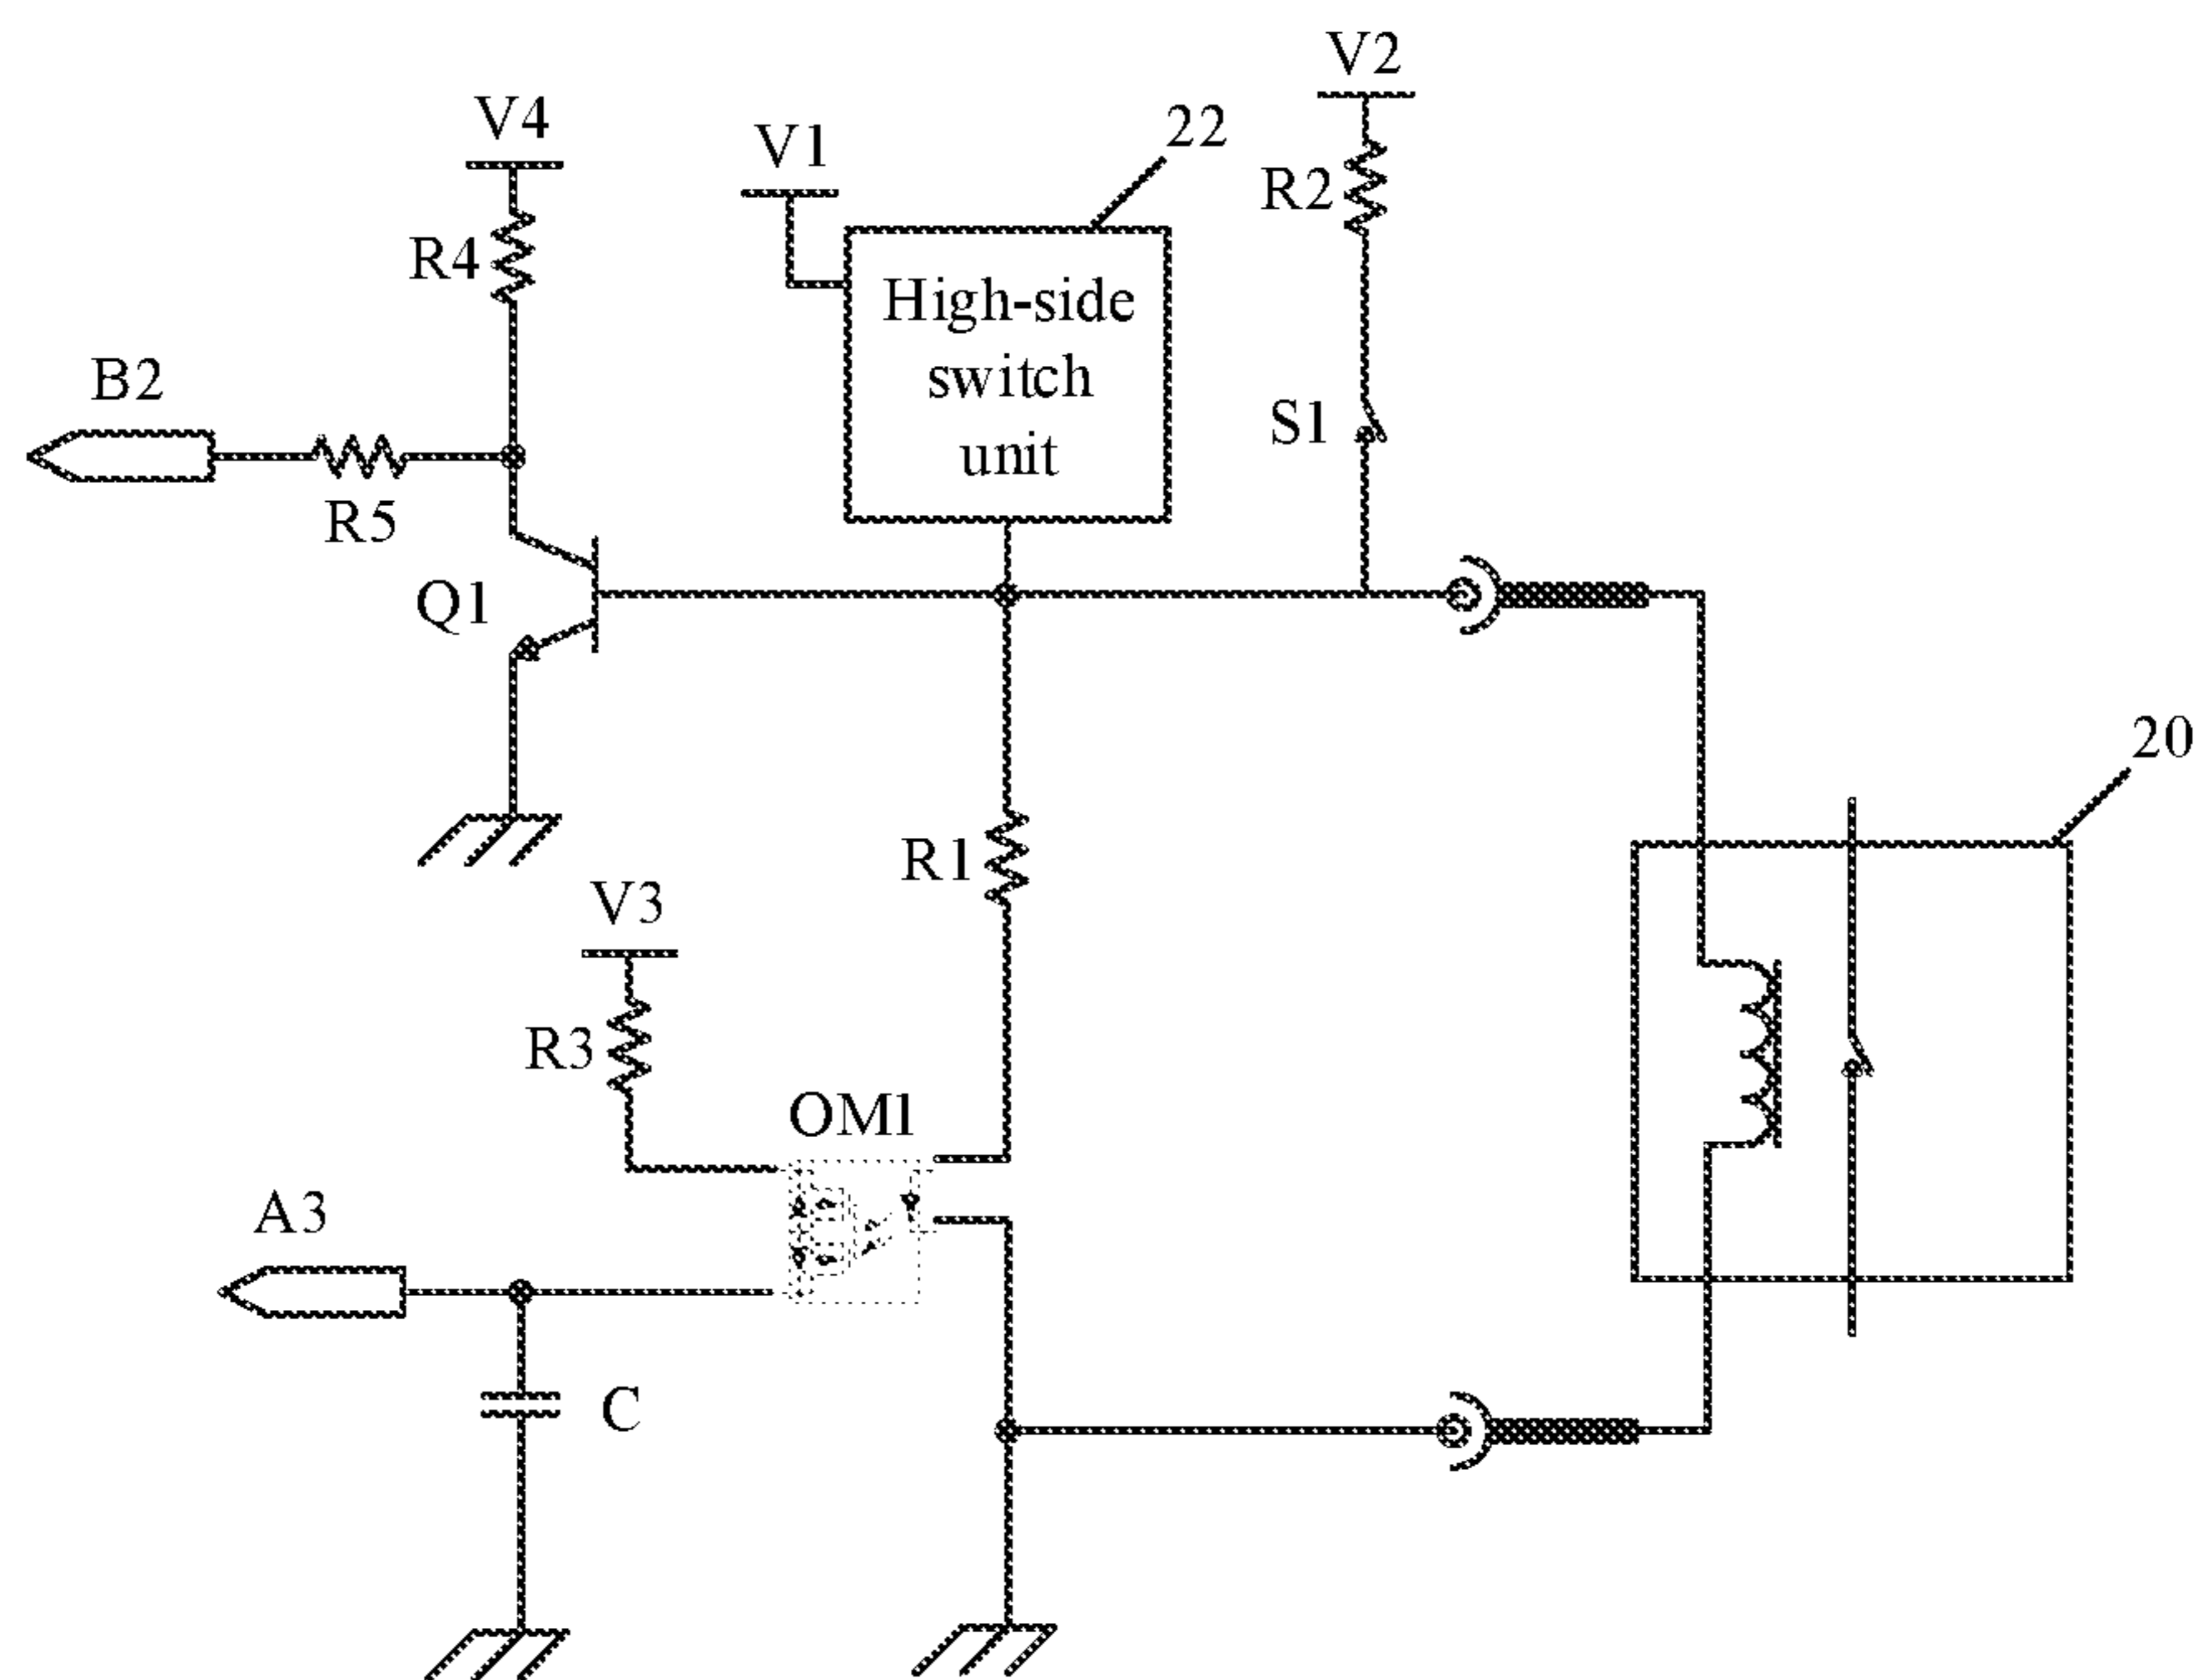 V2
V4
V1
22
R2
R4
High-side
switch
unit
B2
S1
R5
Q1
20
R1
V3
R3
OM1
A3
C